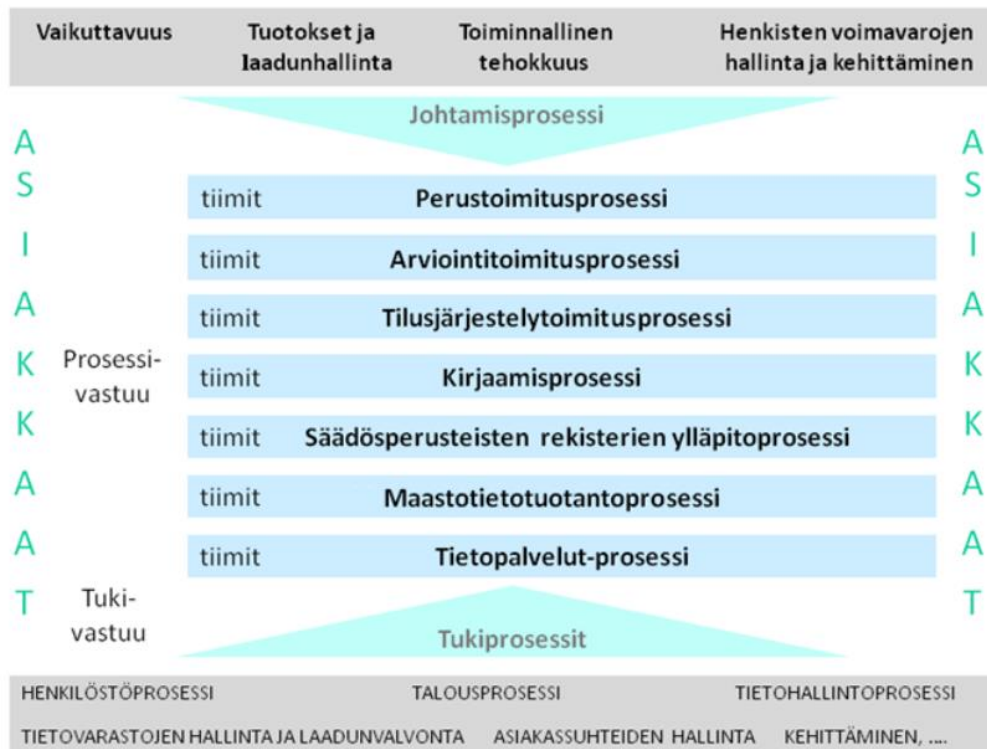 Vaikuttavuus Tuotokset ja Toiminnallinen Henkisten voimavarojen
laadunhallinta tehokkuus hallinta ja kehittäminen
Johtamisprosessi
A
S
I
A
K
K
A
A
T
tiimit Perustoimitusprosessi
tiimit Arviointitoimitusprosessi
tiimit Tilusjärjestelytoimitusprosessi
Prosessi-
vastuu
tiimit Kirjaamisprosessi
tiimit Säädösperusteisten rekisterien ylläpitoprosessi
tiimit Maastotietotuotantoprosessi
tiimit Tietopalvelut-prosessi
Tuki-
vastuu
A
S
I
A
K
K
A
A
T
Tukiprosessit
HENKILÖSTÖPROSESSI TALOUSPROSESSI TIETOHALLINTOPROSESSI
TIETOVARASTOJEN HALLINTA JA LAADUNVALVONTA ASIAKASSUHTEIDEN HALLINTA KEHITTÄMINEN, ....